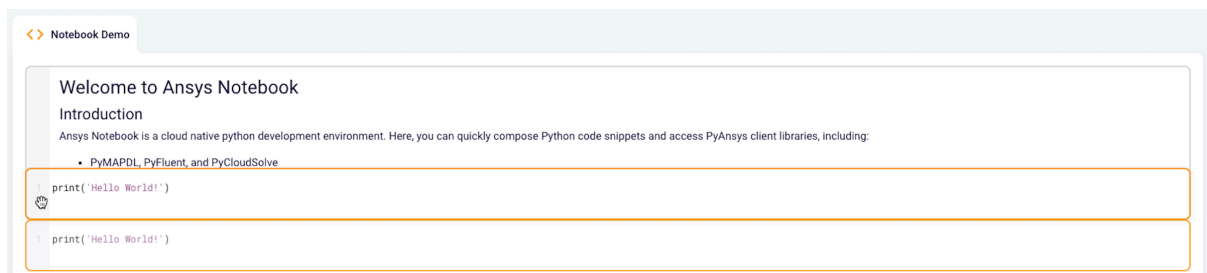 Notebook Demo
Welcome to Ansys Notebook
Introduction
Ansys Notebook is a cloud native python development environment. Here, you can quickly compose Python code snippets and access PyAnsys client libraries, including:
• PyMAPDL, PyFluent, and PyCloudSolve
1 print('Hello World!')
1 print('Hello World!')